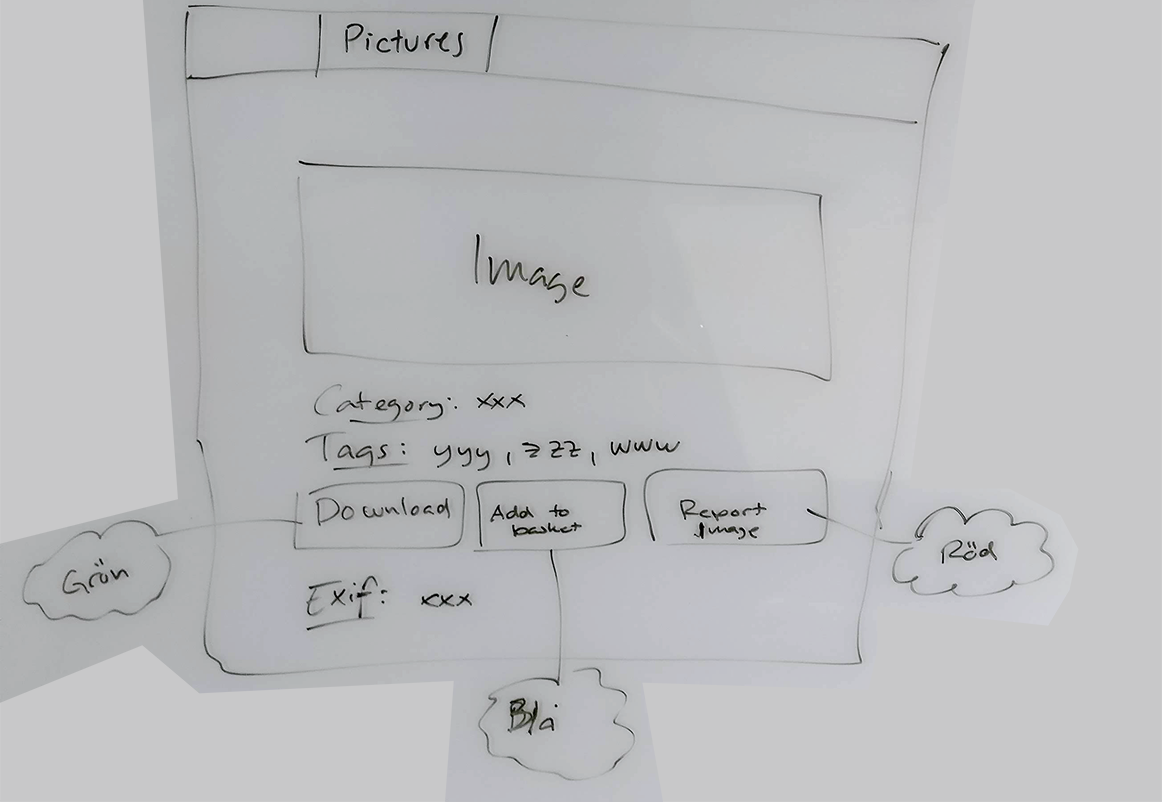 Pictures
Image
Category: xxx
Tags: yyy, zzz, www
Download
Add to
basket
Report
Image
Grön
Röd
Exif: xxx
Blå